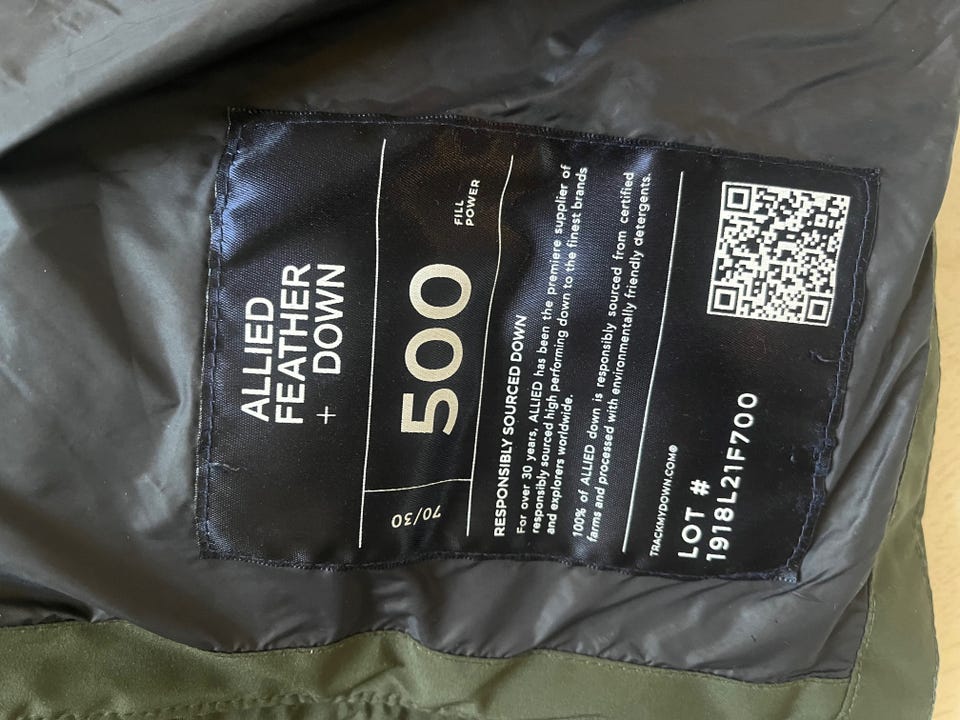 ALLIED
FEATHER
+ DOWN
70/30
500
FILL
POWER
RESPONSIBLY SOURCED DOWN
For over 30 years, ALLIED has been the premiere supplier of
responsibly sourced high performing down to the finest brands
and explorers worldwide.
100% of ALLIED down is responsibly sourced from certified
farms and processed with environmentally friendly detergents.
TRACKMYDOWN.COM®
LOT #
1918L21F700